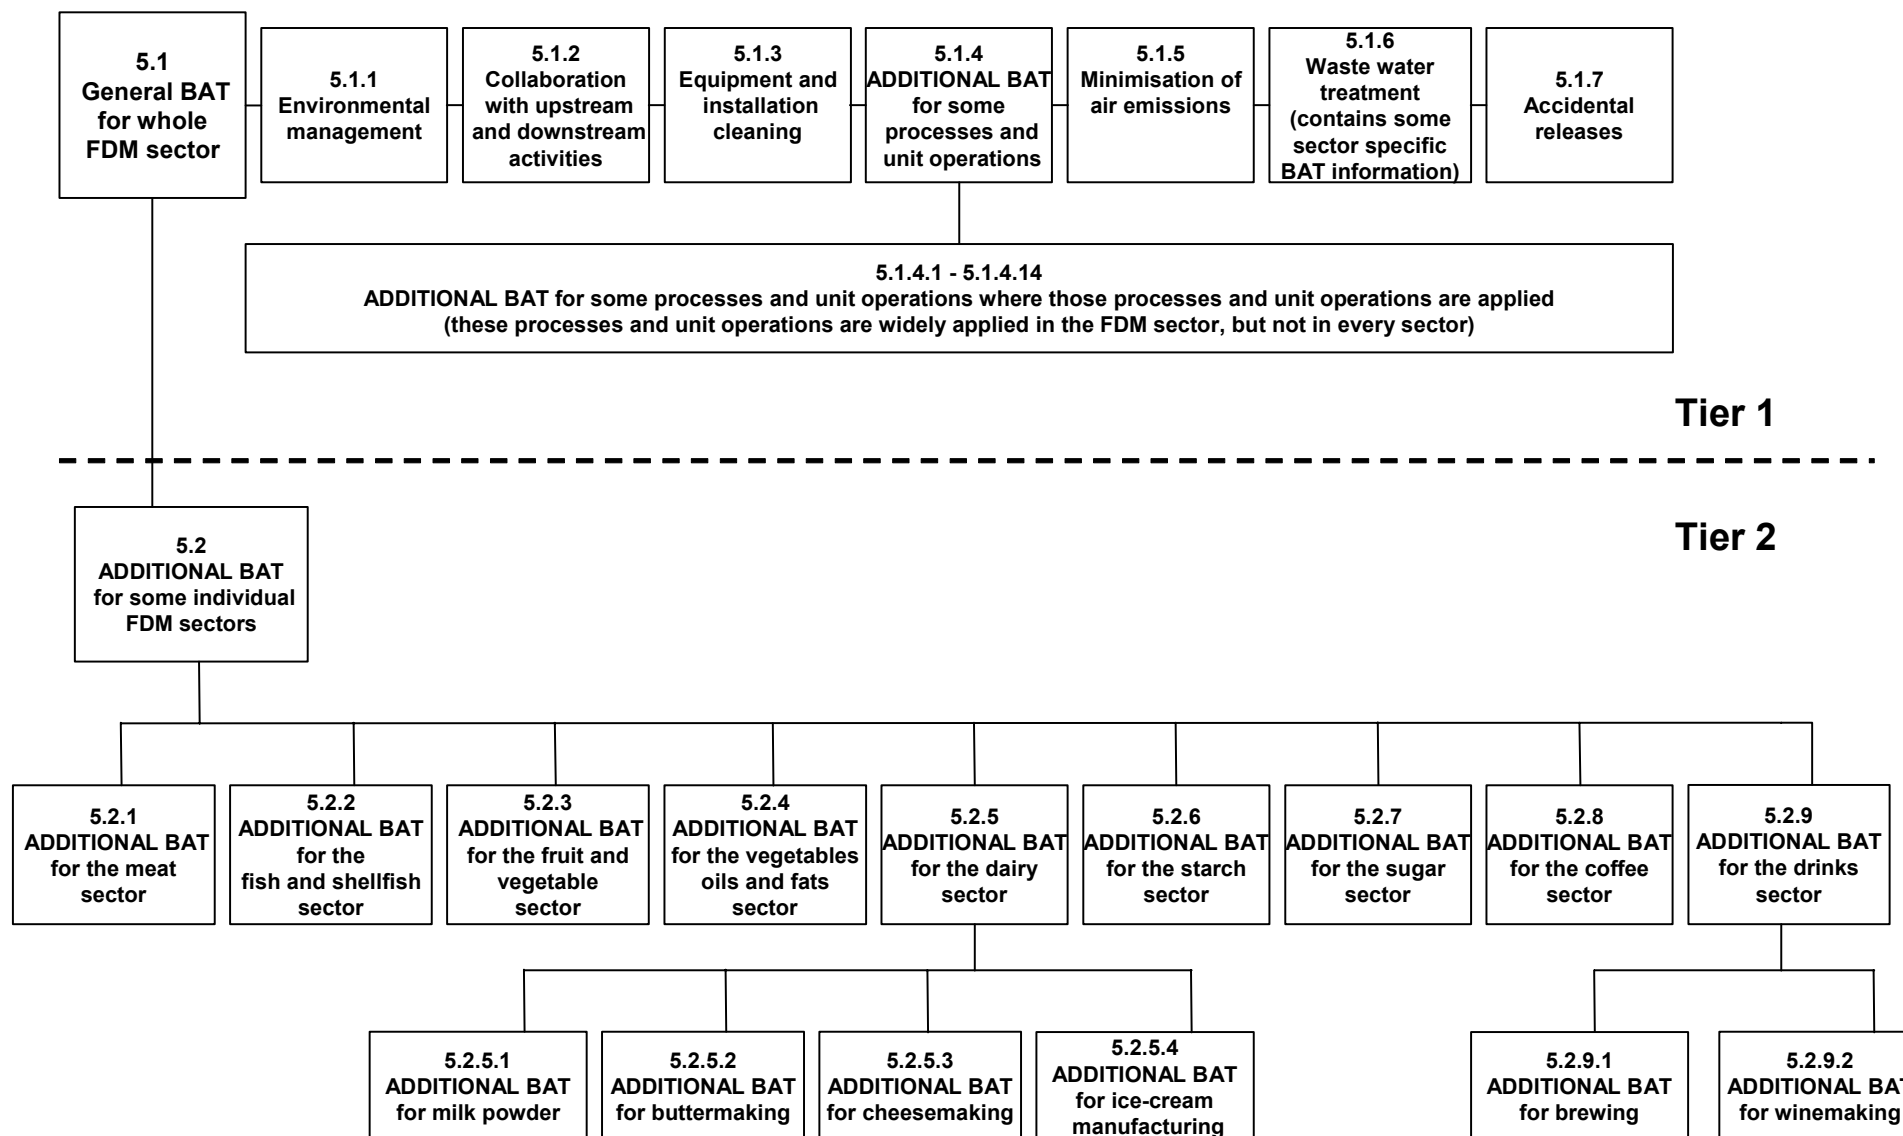 5.1
General BAT
for whole
FDM sector
5.1.1
Environmental
management
5.1.2
Collaboration
with upstream
and downstream
activities
5.1.3
Equipment and
installation
cleaning
5.1.4
ADDITIONAL BAT
for some
processes and
unit operations
5.1.5
Minimisation of
air emissions
5.1.6
Waste water
treatment
(contains some
sector specific
BAT information)
5.1.7
Accidental
releases
5.1.4.1 - 5.1.4.14
ADDITIONAL BAT for some processes and unit operations where those processes and unit operations are applied
(these processes and unit operations are widely applied in the FDM sector, but not in every sector)
Tier 1
Tier 2
5.2
ADDITIONAL BAT
for some individual
FDM sectors
5.2.1
ADDITIONAL BAT
for the meat
sector
5.2.2
ADDITIONAL BAT
for the
fish and shellfish
sector
5.2.3
ADDITIONAL BAT
for the fruit and
vegetable
sector
5.2.4
ADDITIONAL BAT
for the vegetables
oils and fats
sector
5.2.5
ADDITIONAL BAT
for the dairy
sector
5.2.6
ADDITIONAL BAT
for the starch
sector
5.2.7
ADDITIONAL BAT
for the sugar
sector
5.2.8
ADDITIONAL BAT
for the coffee
sector
5.2.9
ADDITIONAL BAT
for the drinks
sector
5.2.5.1
ADDITIONAL BAT
for milk powder
5.2.5.2
ADDITIONAL BAT
for buttermaking
5.2.5.3
ADDITIONAL BAT
for cheesemaking
5.2.5.4
ADDITIONAL BAT
for ice-cream
manufacturing
5.2.9.1
ADDITIONAL BAT
for brewing
5.2.9.2
ADDITIONAL BAT
for winemaking